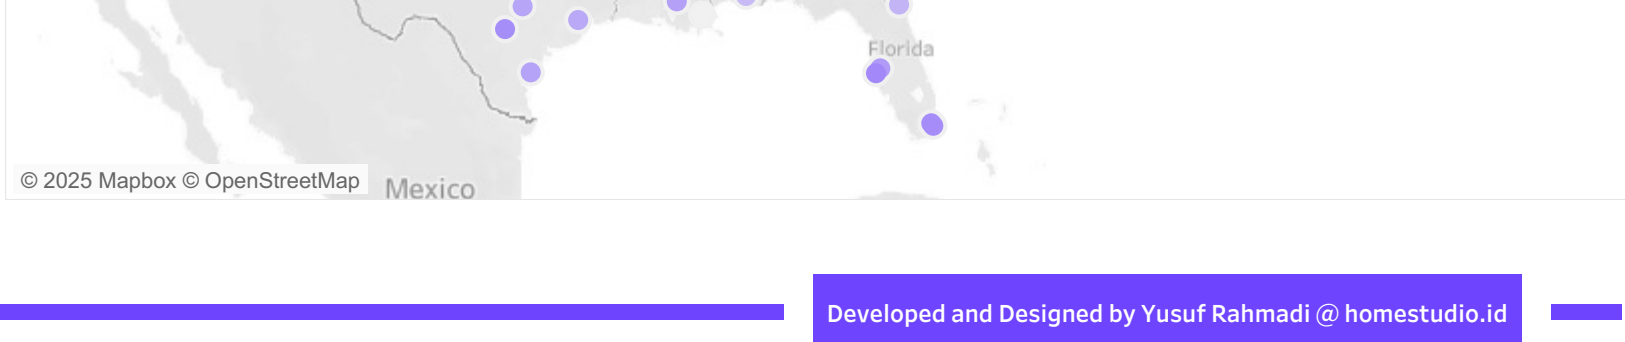 Florida
© 2025 Mapbox © OpenStreetMap
Mexico
Developed and Designed by Yusuf Rahmadi @ homestudio.id